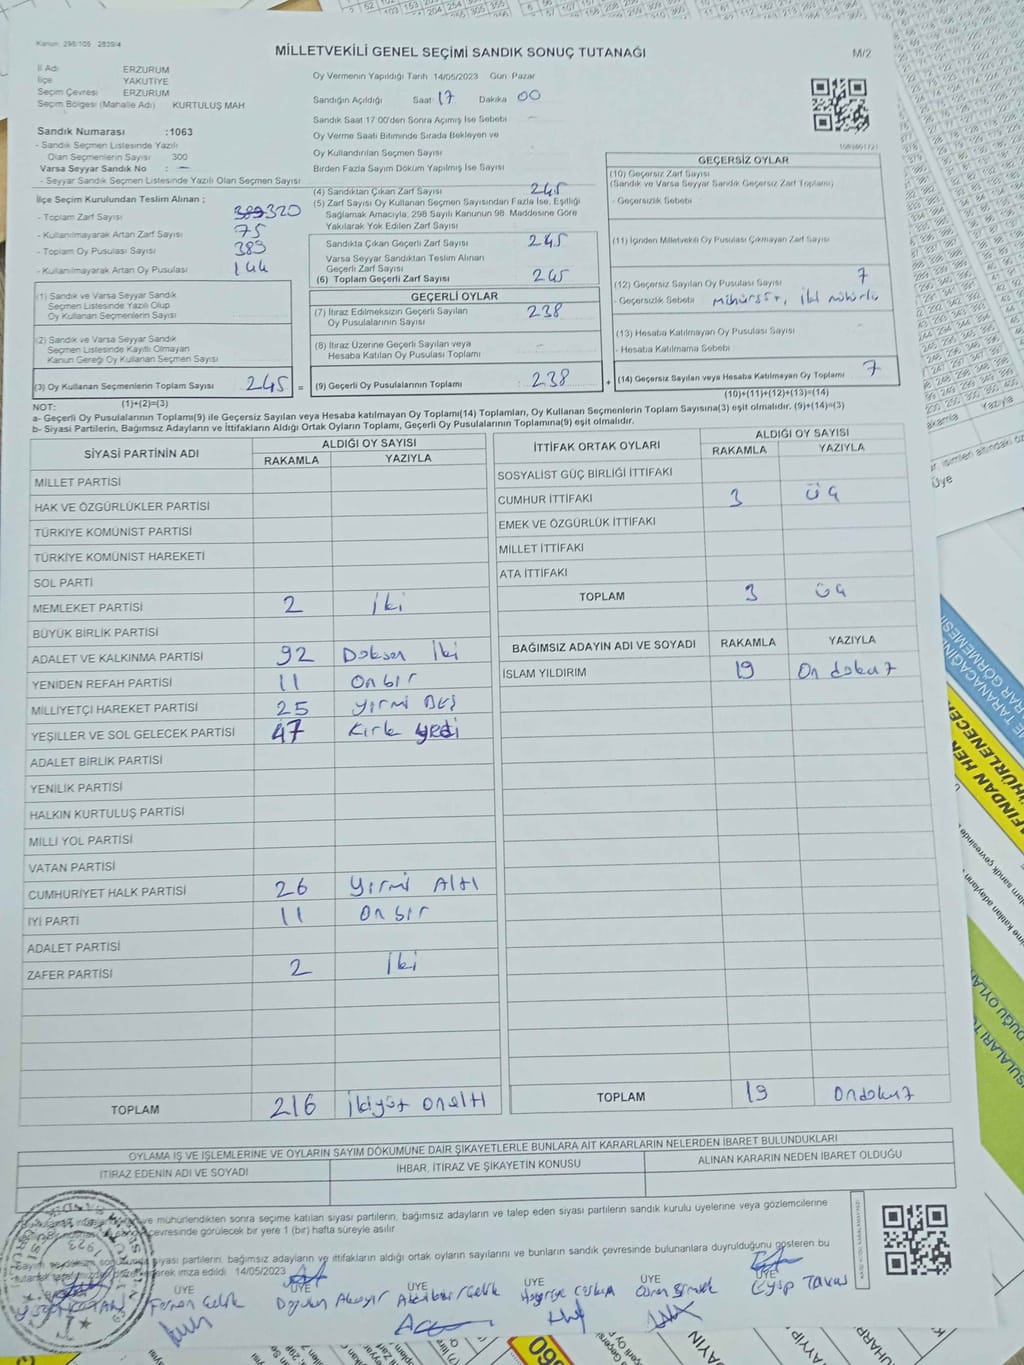 Kanun: 298/105 2839/4
MİLLETVEKİLİ GENEL SEÇİMİ SANDIK SONUÇ TUTANAĞI
M/2
İl Adı ERZURUM
İlçe YAKUTİYE
Seçim Çevresi ERZURUM
Seçim Bölgesi (Mahalle Adı) KURTULUŞ MAH
Sandık Numarası :1063
- Sandık Seçmen Listesinde Yazılı
Olan Seçmenlerin Sayısı 300
Varsa Seyyar Sandık No : —
- Seyyar Sandık Seçmen Listesinde Yazılı Olan Seçmen Sayısı
İlçe Seçim Kurulundan Teslim Alınan ;
- Toplam Zarf Sayısı 320
- Kullanılmayarak Artan Zarf Sayısı 75
- Toplam Oy Pusulası Sayısı 389
- Kullanılmayarak Artan Oy Pusulası 144
(1) Sandık ve Varsa Seyyar Sandık
Seçmen Listesinde Yazılı Olup
Oy Kullanan Seçmenlerin Sayısı
(2) Sandık ve Varsa Seyyar Sandık
Seçmen Listesinde Kayıtlı Olmayan
Kanun Gereği Oy Kullanan Seçmen Sayısı
(3) Oy Kullanan Seçmenlerin Toplam Sayısı 245 =
(1)+(2)=(3)
Oy Vermenin Yapıldığı Tarih 14/05/2023 Gün Pazar
Sandığın Açıldığı Saat 17 Dakika 00
Sandık Saat 17 00'den Sonra Açılmış İse Sebebi
Oy Verme Saati Bitiminde Sırada Bekleyen ve
Oy Kullandırılan Seçmen Sayısı
Birden Fazla Sayım Döküm Yapılmış İse Sayısı
(4) Sandıktan Çıkan Zarf Sayısı 245
(5) Zarf Sayısı Oy Kullanan Seçmen Sayısından Fazla İse, Eşitliği
Sağlamak Amacıyla, 298 Sayılı Kanunun 98. Maddesine Göre
Yakılarak Yok Edilen Zarf Sayısı
Sandıkta Çıkan Geçerli Zarf Sayısı 245
Varsa Seyyar Sandıktan Teslim Alınan
Geçerli Zarf Sayısı
(6) Toplam Geçerli Zarf Sayısı 245
GEÇERLİ OYLAR
(7) İtiraz Edilmeksizin Geçerli Sayılan
Oy Pusulalarının Sayısı 238
(8) İtiraz Üzerine Geçerli Sayılan veya
Hesaba Katılan Oy Pusulası Toplamı
(9) Geçerli Oy Pusulalarının Toplamı 238 +
GEÇERSİZ OYLAR
(10) Geçersiz Zarf Sayısı
(Sandık ve Varsa Seyyar Sandık Geçersiz Zarf Toplamı)
- Geçersizlik Sebebi
(11) İçinden Milletvekili Oy Pusulası Çıkmayan Zarf Sayısı
(12) Geçersiz Sayılan Oy Pusulası Sayısı 7
- Geçersizlik Sebebi mühürsüz, iki mühürlü
(13) Hesaba Katılmayan Oy Pusulası Sayısı
- Hesaba Katılmama Sebebi
(14) Geçersiz Sayılan veya Hesaba Katılmayan Oy Toplamı 7
(10)+(11)+(12)+(13)=(14)
NOT:
a- Geçerli Oy Pusulalarının Toplamı(9) ile Geçersiz Sayılan veya Hesaba katılmayan Oy Toplamı(14) Toplamları, Oy Kullanan Seçmenlerin Toplam Sayısına(3) eşit olmalıdır. (9)+(14)=(3)
b- Siyasi Partilerin, Bağımsız Adayların ve İttifakların Aldığı Ortak Oyların Toplamı, Geçerli Oy Pusulalarının Toplamına(9) eşit olmalıdır.
SİYASİ PARTİNİN ADI ALDIĞI OY SAYISI
RAKAMLA YAZIYLA
MİLLET PARTİSİ
HAK VE ÖZGÜRLÜKLER PARTİSİ
TÜRKİYE KOMÜNİST PARTİSİ
TÜRKİYE KOMÜNİST HAREKETİ
SOL PARTİ
MEMLEKET PARTİSİ 2 iki
BÜYÜK BİRLİK PARTİSİ
ADALET VE KALKINMA PARTİSİ 92 Doksan iki
YENİDEN REFAH PARTİSİ 11 Onbir
MİLLİYETÇİ HAREKET PARTİSİ 25 yirmi BEŞ
YEŞİLLER VE SOL GELECEK PARTİSİ 47 Kırk yedi
ADALET BİRLİK PARTİSİ
YENİLİK PARTİSİ
HALKIN KURTULUŞ PARTİSİ
MİLLİ YOL PARTİSİ
VATAN PARTİSİ
CUMHURİYET HALK PARTİSİ 26 Yirmi Altı
İYİ PARTİ 11 onbir
ADALET PARTİSİ
ZAFER PARTİSİ 2 iki
TOPLAM 216 ikiyüz onaltı
İTTİFAK ORTAK OYLARI ALDIĞI OY SAYISI
RAKAMLA YAZIYLA
SOSYALİST GÜÇ BİRLİĞİ İTTİFAKI
CUMHUR İTTİFAKI 3 üç
EMEK VE ÖZGÜRLÜK İTTİFAKI
MİLLET İTTİFAKI
ATA İTTİFAKI
TOPLAM 3 üç
BAĞIMSIZ ADAYIN ADI VE SOYADI RAKAMLA YAZIYLA
İSLAM YILDIRIM 19 On dokuz
TOPLAM 19 Ondokuz
OYLAMA İŞ VE İŞLEMLERİNE VE OYLARIN SAYIM DÖKÜMÜNE DAİR ŞİKAYETLERLE BUNLARA AİT KARARLARIN NELERDEN İBARET BULUNDUKLARI
İTİRAZ EDENİN ADI VE SOYADI İHBAR, İTİRAZ VE ŞİKAYETİN KONUSU ALINAN KARARIN NEDEN İBARET OLDUĞU
ve mühürlendikten sonra seçime katılan siyasi partilerin, bağımsız adayların ve talep eden siyasi partilerin sandık kurulu üyelerine veya gözlemcilerine
çevresinde görülecek bir yere 1 (bir) hafta süreyle asılır.
siyasi partilerin, bağımsız adayların ve ittifakların aldığı ortak oyların sayılarını ve bunların sandık çevresinde bulunanlara duyrulduğunu gösteren bu
imza edildi. 14/05/2023
ÜYE ÜYE ÜYE ÜYE ÜYE ÜYE
Eyüp Tavas